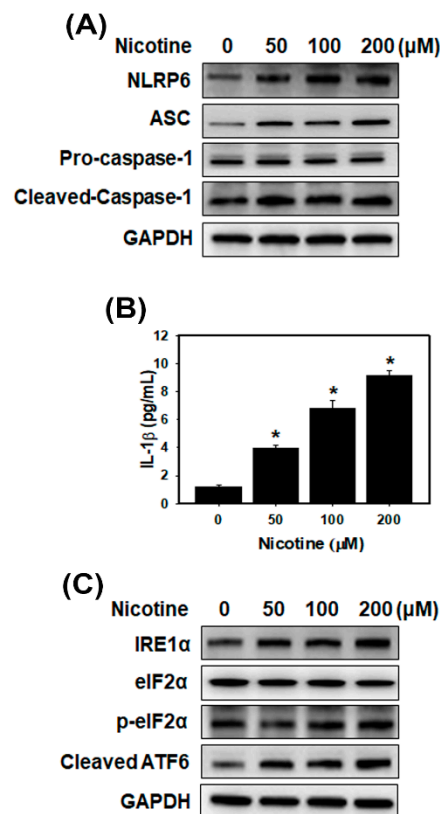 (A)
Nicotine 0 50 100 200 (μM)
NLRP6
ASC
Pro-caspase-1
Cleaved-Caspase-1
GAPDH
(B)
12
10
8
6
4
2
0
IL-1β (pg/mL)
* * *
0 50 100 200
Nicotine (μM)
(C)
Nicotine 0 50 100 200 (μM)
IRE1α
eIF2α
p-eIF2α
Cleaved ATF6
GAPDH